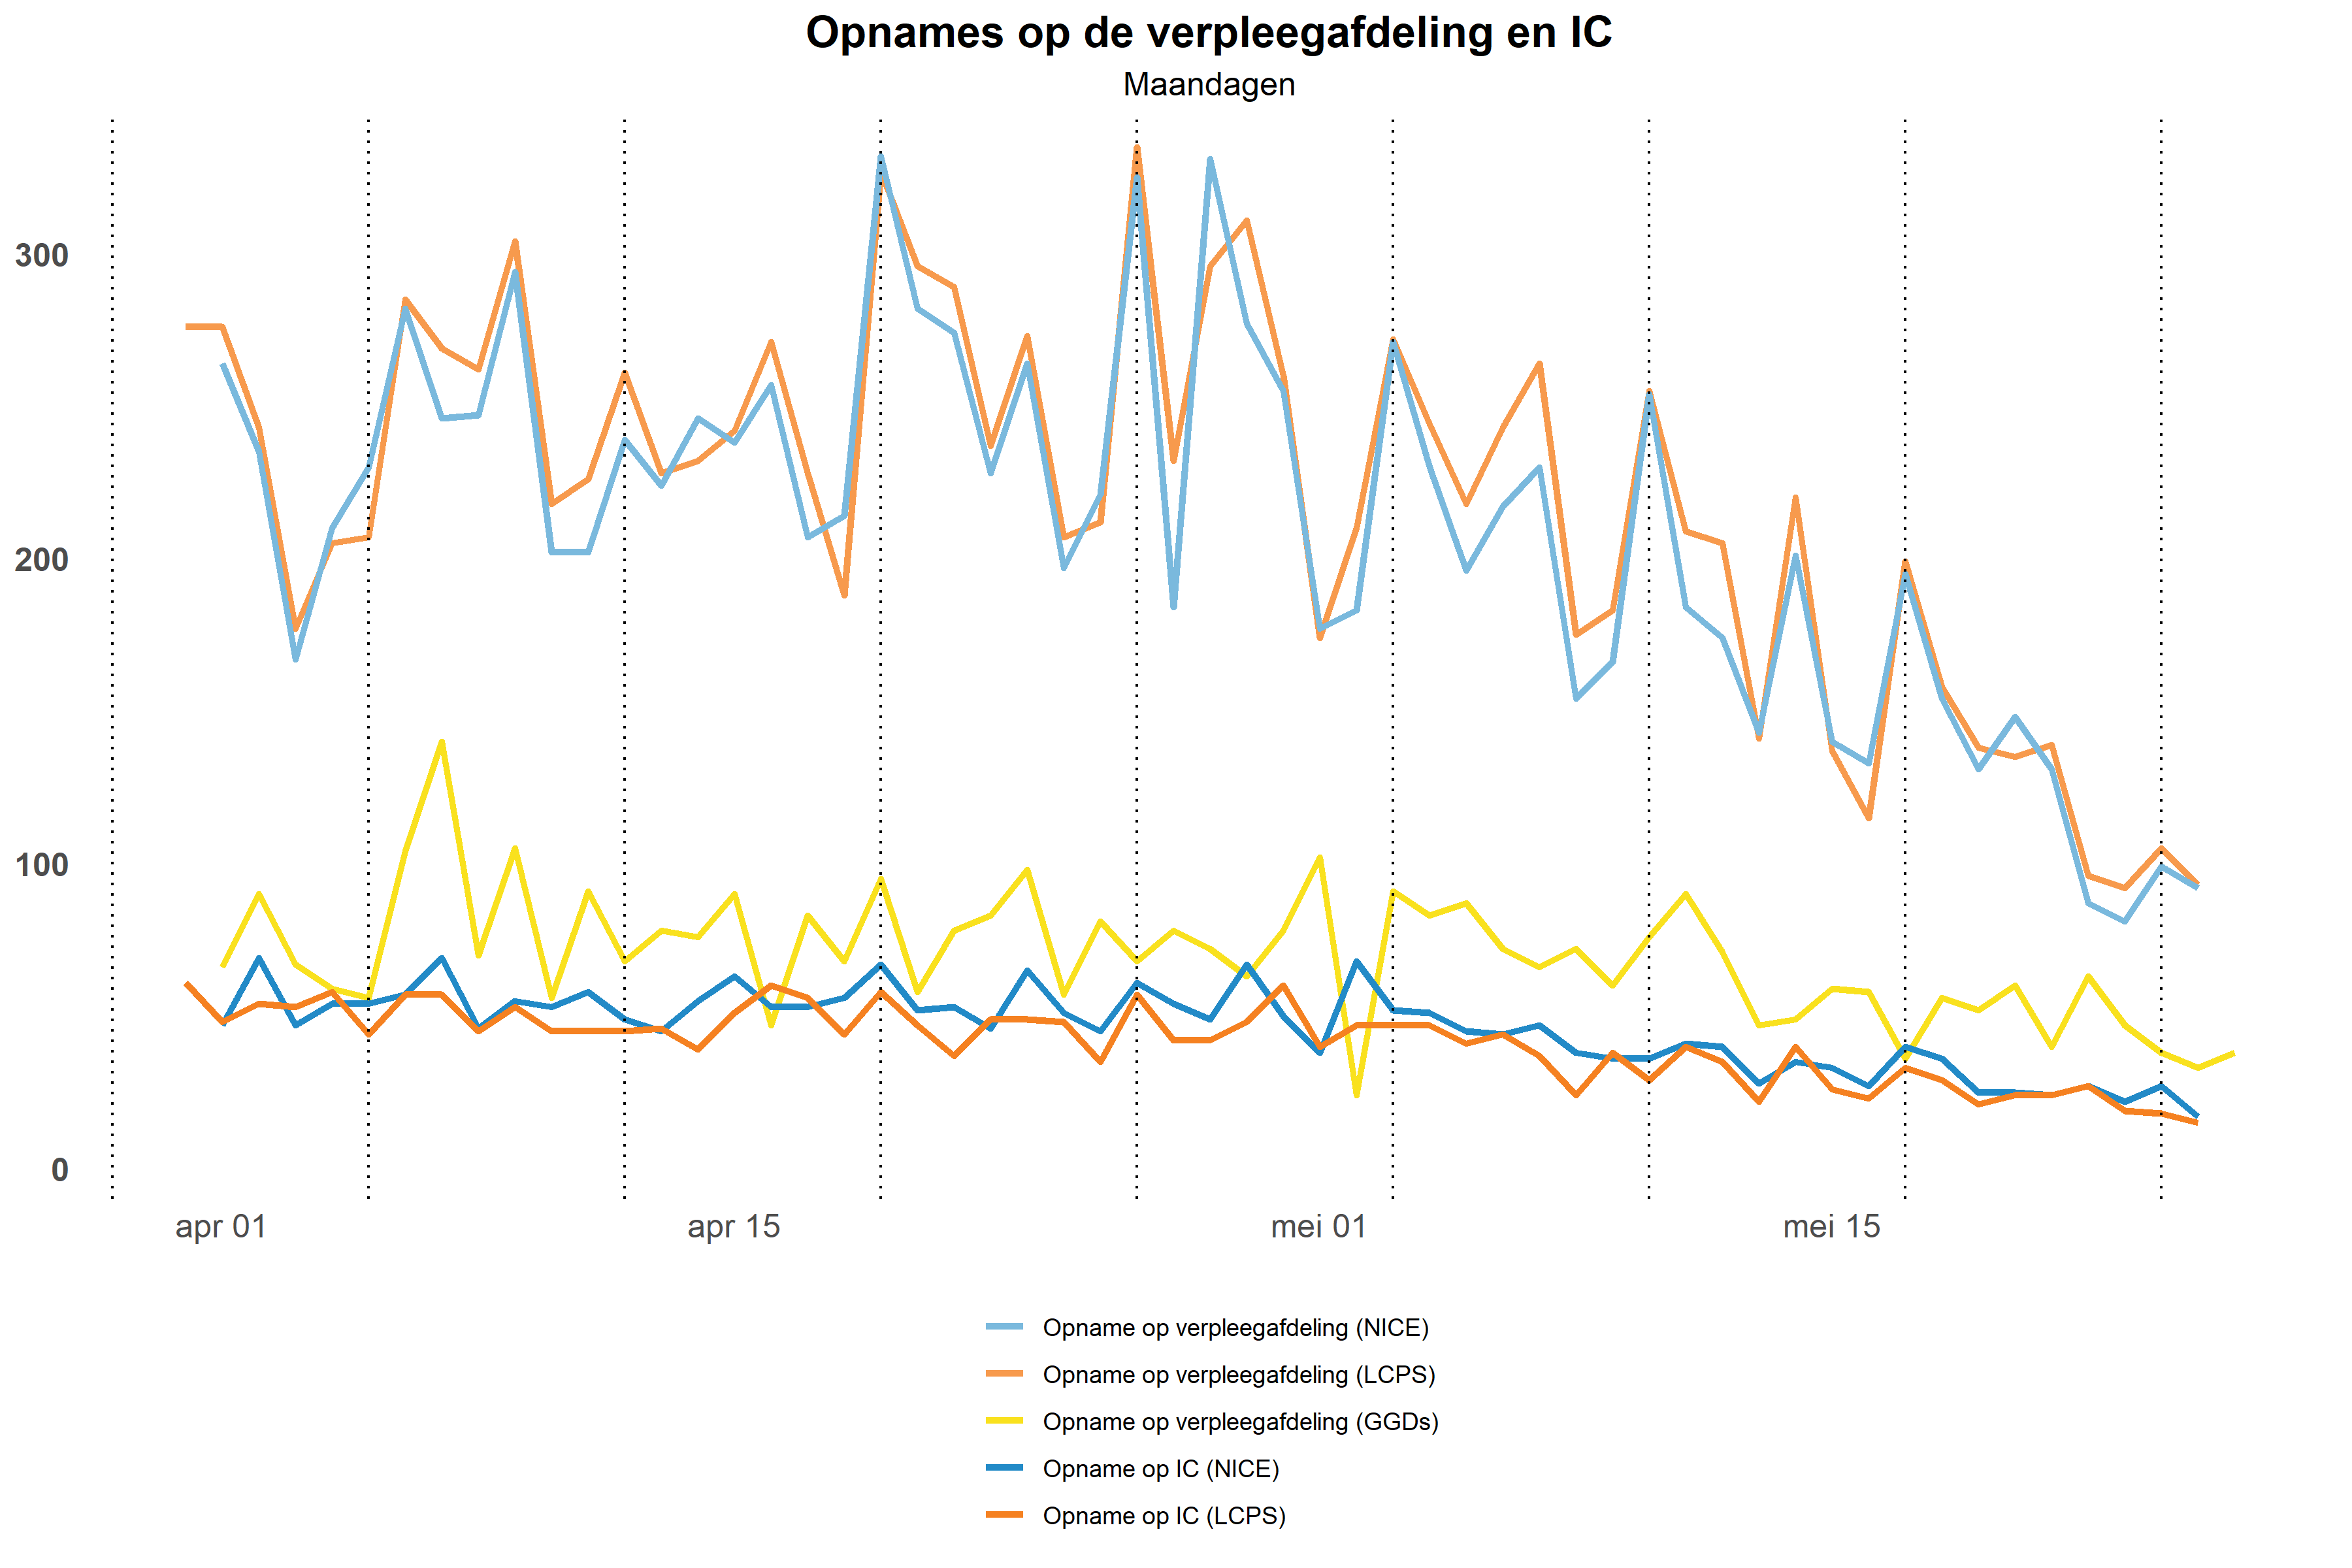 Opnames op de verpleegafdeling en IC
Maandagen
300
200
100
0
apr 01 apr 15 mei 01 mei 15
Opname op verpleegafdeling (NICE)
Opname op verpleegafdeling (LCPS)
Opname op verpleegafdeling (GGDs)
Opname op IC (NICE)
Opname op IC (LCPS)